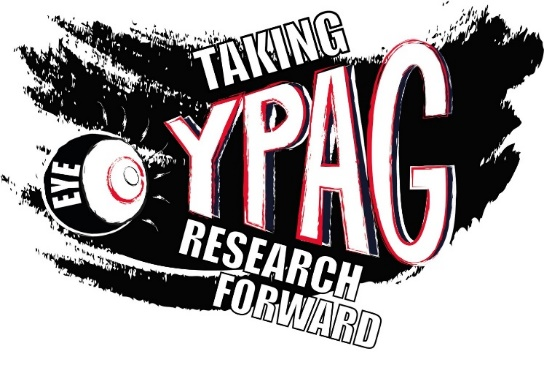 TAKING
EYE
YPAG
RESEARCH
FORWARD